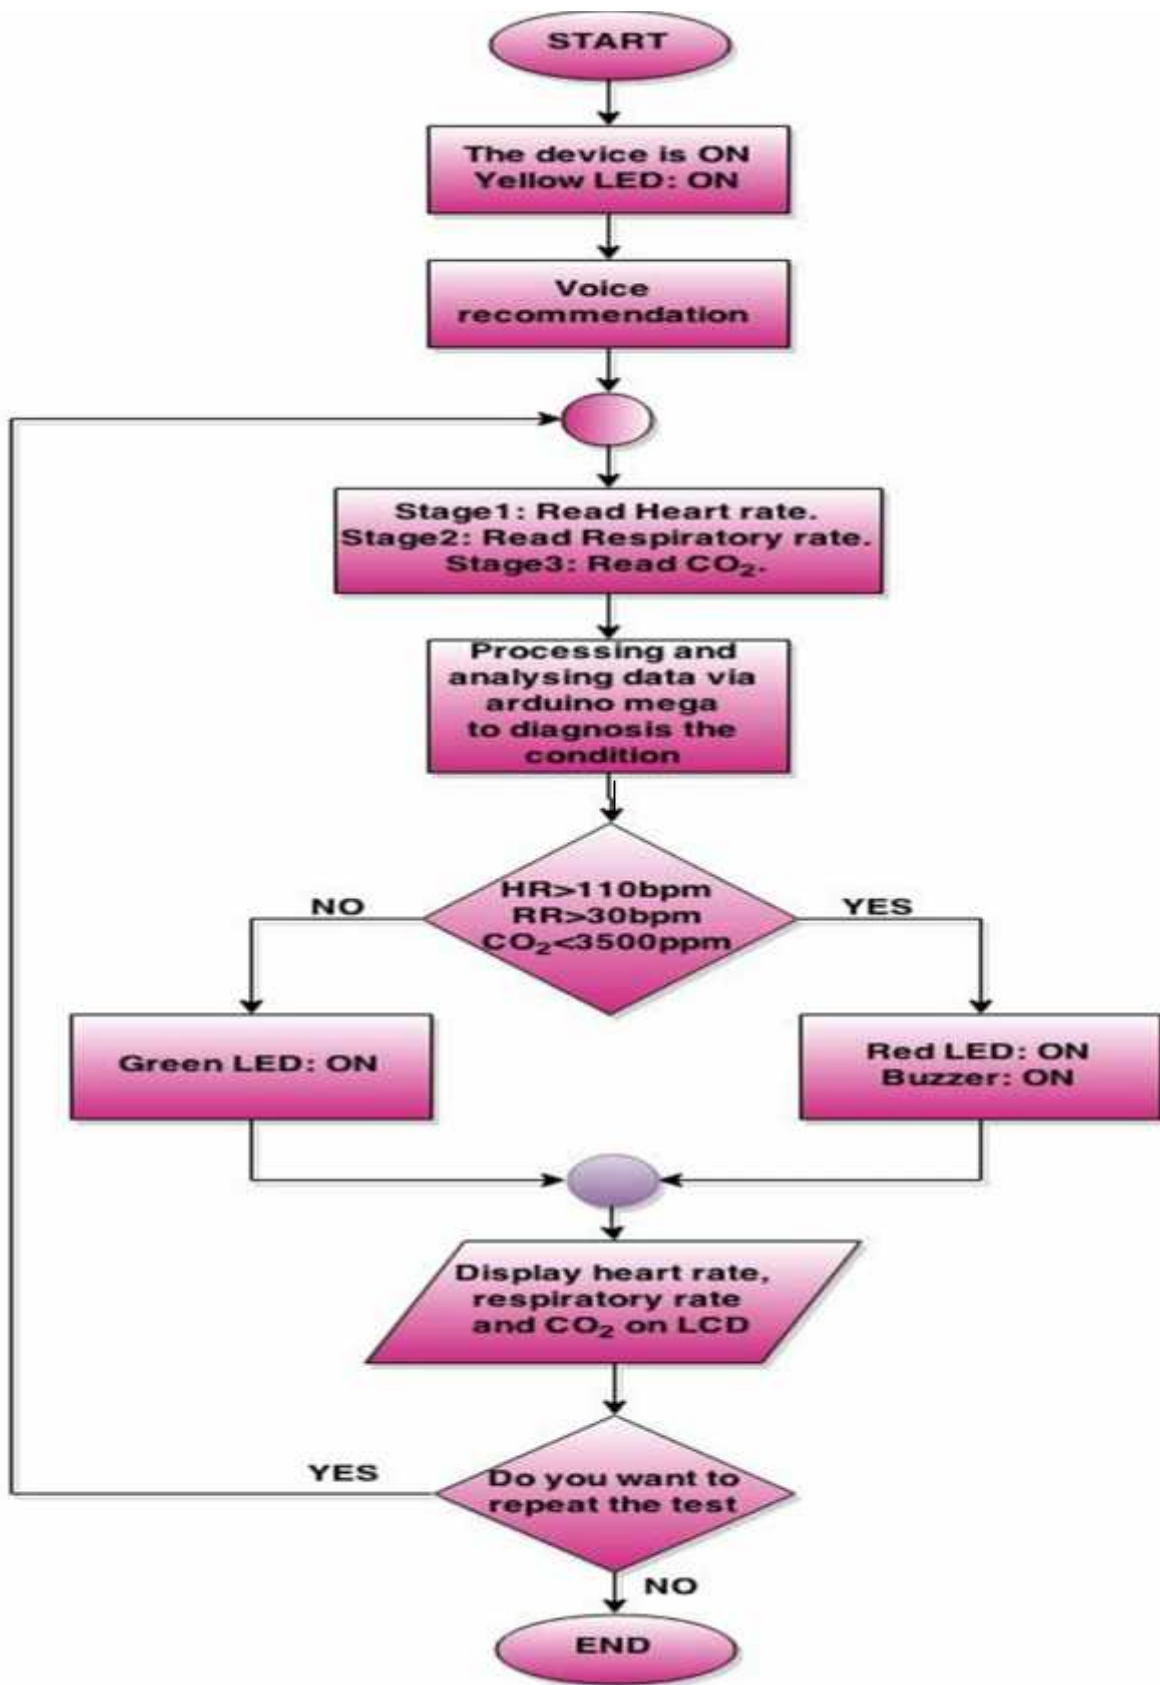 START
The device is ON
Yellow LED: ON
Voice
recommendation
Stage1: Read Heart rate.
Stage2: Read Respiratory rate.
Stage3: Read CO₂.
Processing and
analysing data via
arduino mega
to diagnosis the
condition
HR>110bpm
RR>30bpm
CO₂<3500ppm
NO
YES
Green LED: ON
Red LED: ON
Buzzer: ON
Display heart rate,
respiratory rate
and CO₂ on LCD
Do you want to
repeat the test
YES
NO
END